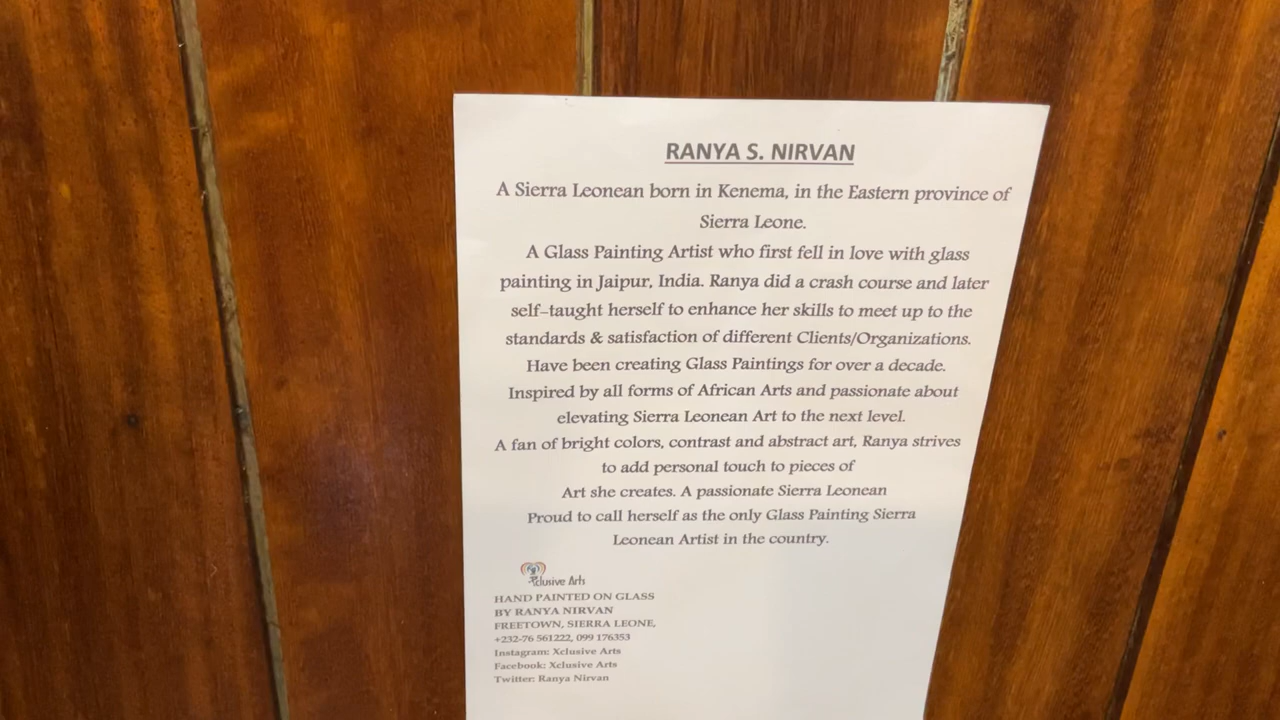 RANYA S. NIRVAN
A Sierra Leonean born in Kenema, in the Eastern province of
Sierra Leone.
A Glass Painting Artist who first fell in love with glass
painting in Jaipur, India. Ranya did a crash course and later
self-taught herself to enhance her skills to meet up to the
standards & satisfaction of different Clients/Organizations.
Have been creating Glass Paintings for over a decade.
Inspired by all forms of African Arts and passionate about
elevating Sierra Leonean Art to the next level.
A fan of bright colors, contrast and abstract art, Ranya strives
to add personal touch to pieces of
Art she creates. A passionate Sierra Leonean
Proud to call herself as the only Glass Painting Sierra
Leonean Artist in the country.
Xclusive Arts
HAND PAINTED ON GLASS
BY RANYA NIRVAN
FREETOWN, SIERRA LEONE,
+232-76 561222, 099 176353
Instagram: Xclusive Arts
Facebook: Xclusive Arts
Twitter: Ranya Nirvan